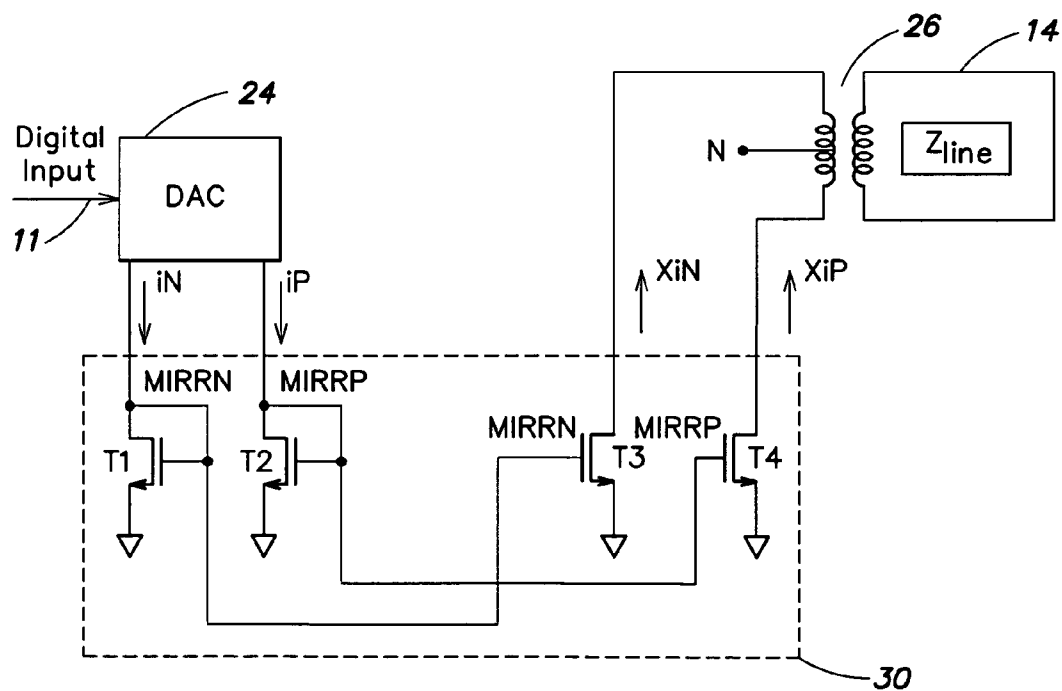 26
14
24
Digital
Input
DAC
11
N
Zline
iN
iP
XiN
XiP
MIRRN
MIRRP
MIRRN
MIRRP
T1
T2
T3
T4
30